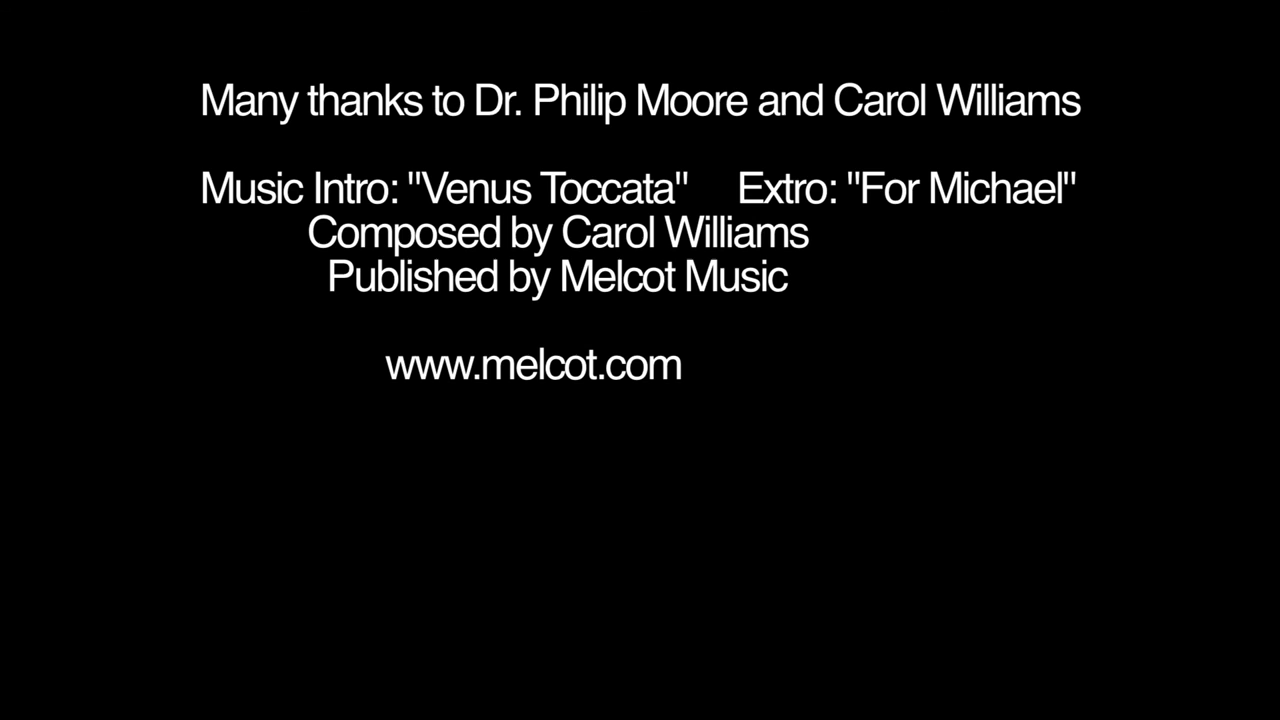 Many thanks to Dr. Philip Moore and Carol Williams
Music Intro: "Venus Toccata" Extro: "For Michael"
Composed by Carol Williams
Published by Melcot Music
www.melcot.com